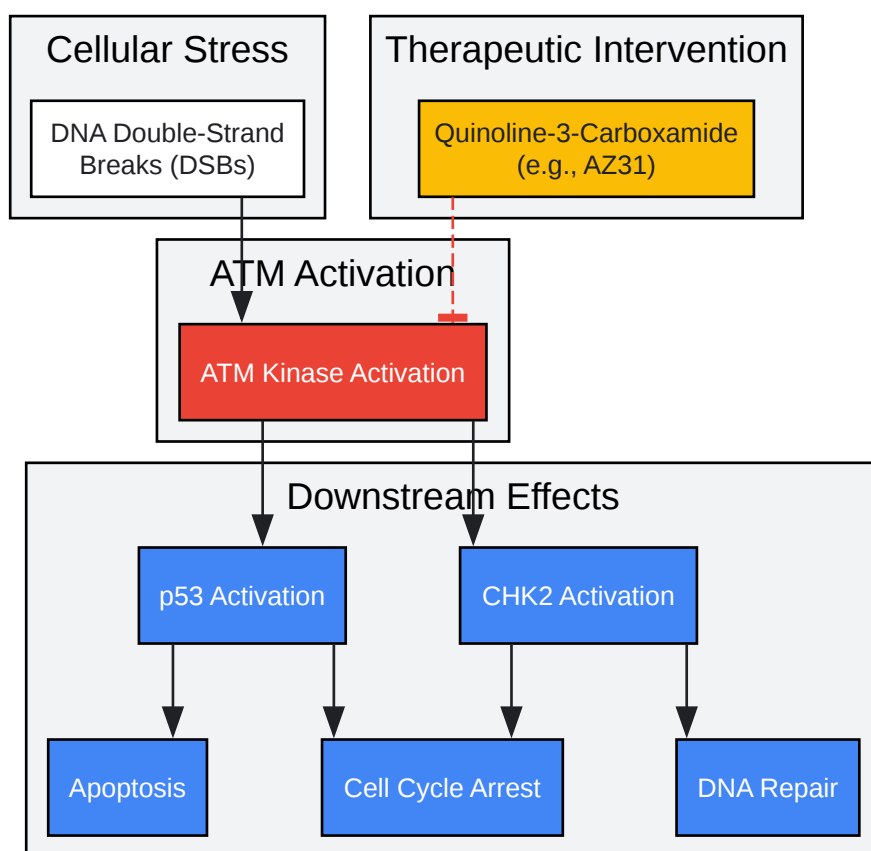 Cellular Stress
DNA Double-Strand
Breaks (DSBs)
Therapeutic Intervention
Quinoline-3-Carboxamide
(e.g., AZ31)
ATM Activation
ATM Kinase Activation
Downstream Effects
p53 Activation
CHK2 Activation
Apoptosis
Cell Cycle Arrest
DNA Repair